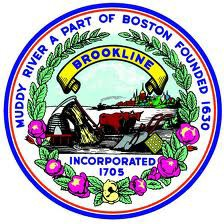 MUDDY RIVER A PART OF BOSTON FOUNDED 1630
BROOKLINE
INCORPORATED
1705